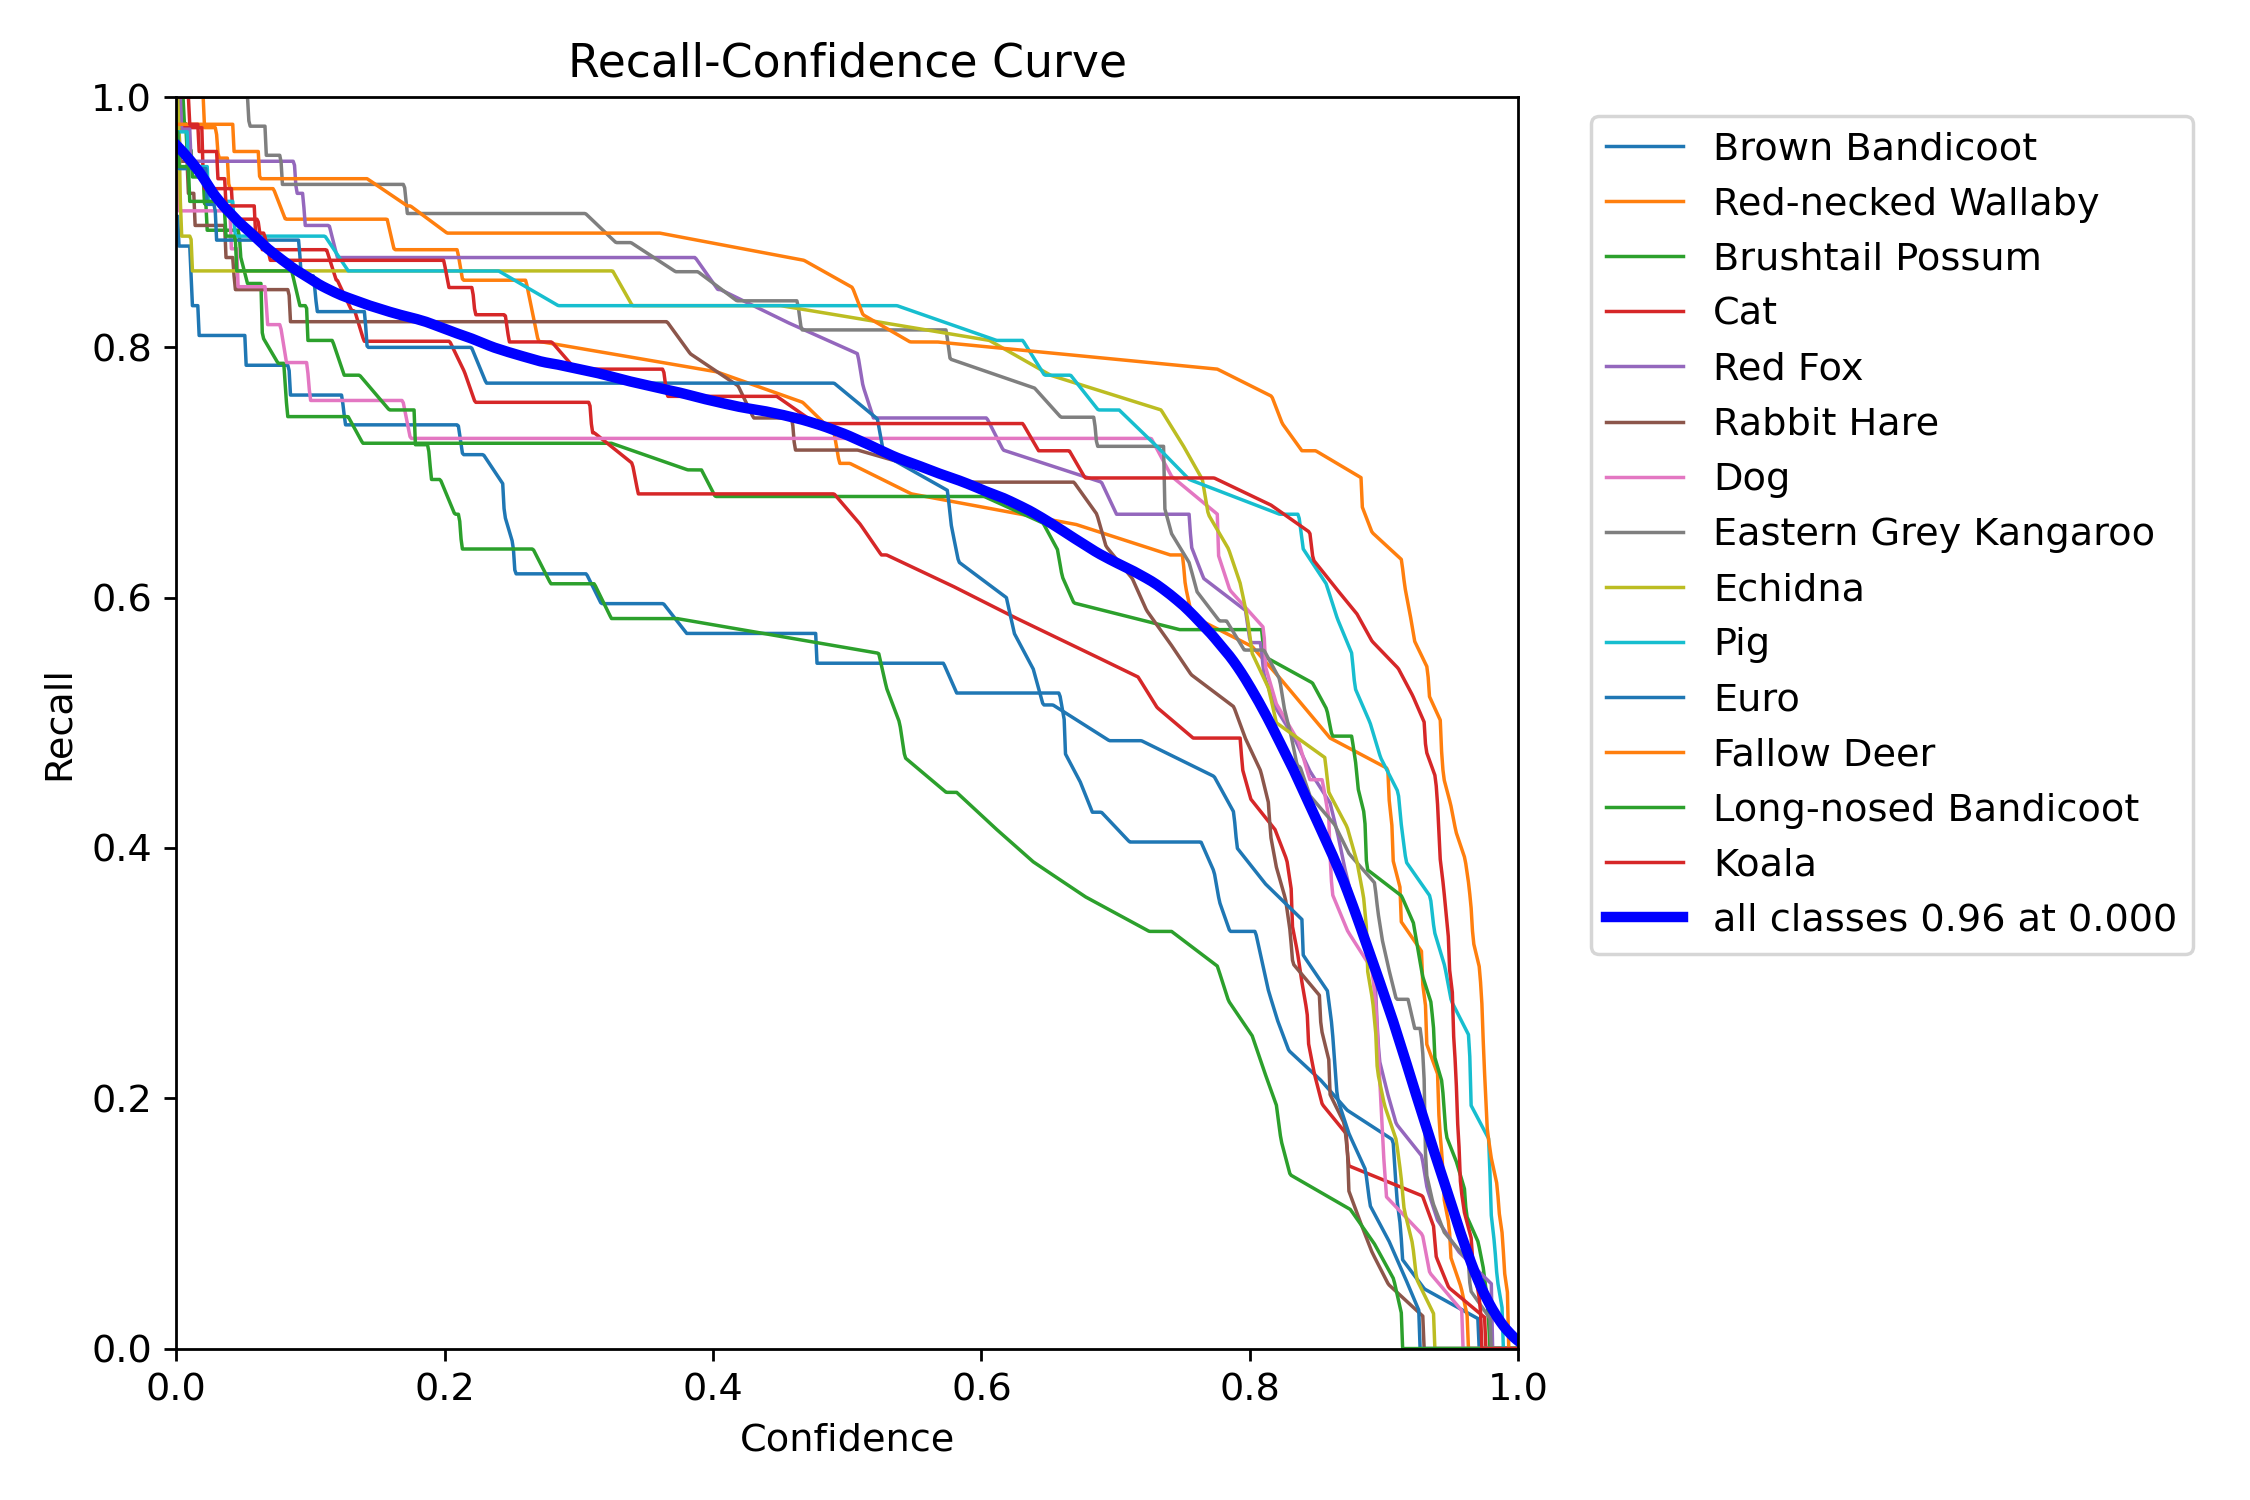 Recall-Confidence Curve
1.0
0.8
0.6
0.4
0.2
0.0
Recall
0.0 0.2 0.4 0.6 0.8 1.0
Confidence
Brown Bandicoot
Red-necked Wallaby
Brushtail Possum
Cat
Red Fox
Rabbit Hare
Dog
Eastern Grey Kangaroo
Echidna
Pig
Euro
Fallow Deer
Long-nosed Bandicoot
Koala
all classes 0.96 at 0.000